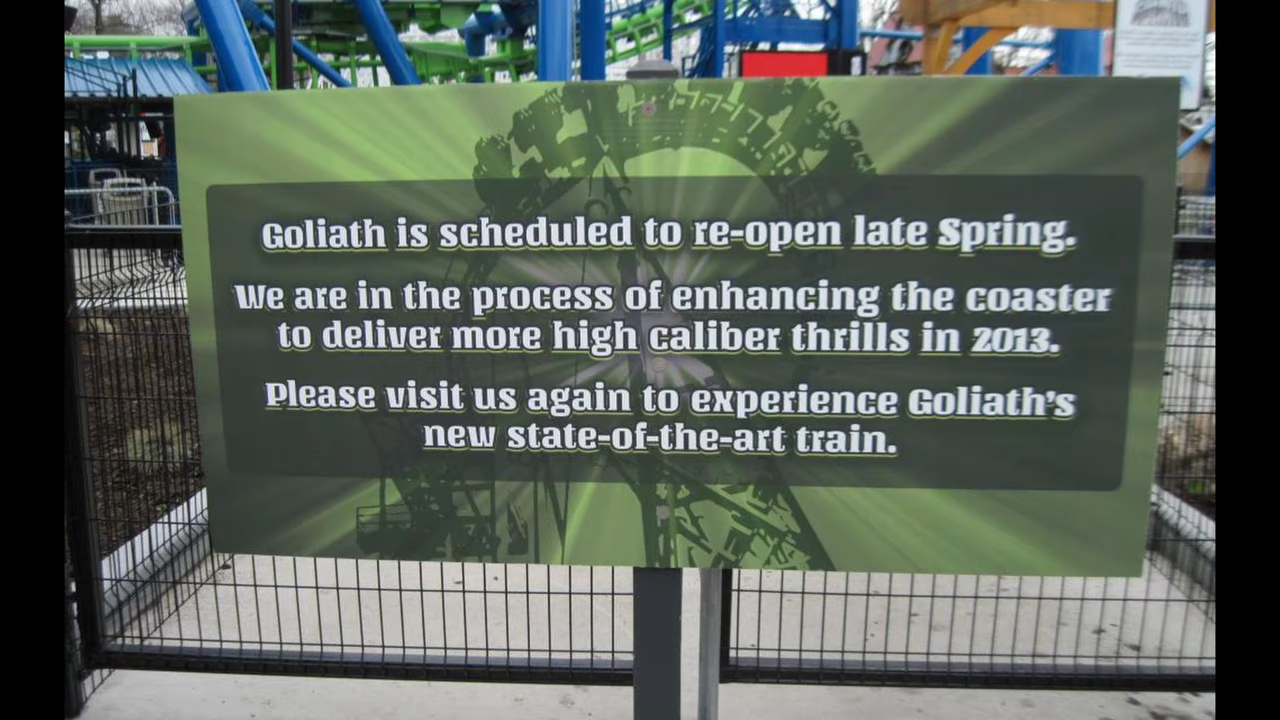 Goliath is scheduled to re-open late Spring.
We are in the process of enhancing the coaster
to deliver more high caliber thrills in 2013.
Please visit us again to experience Goliath's
new state-of-the-art train.